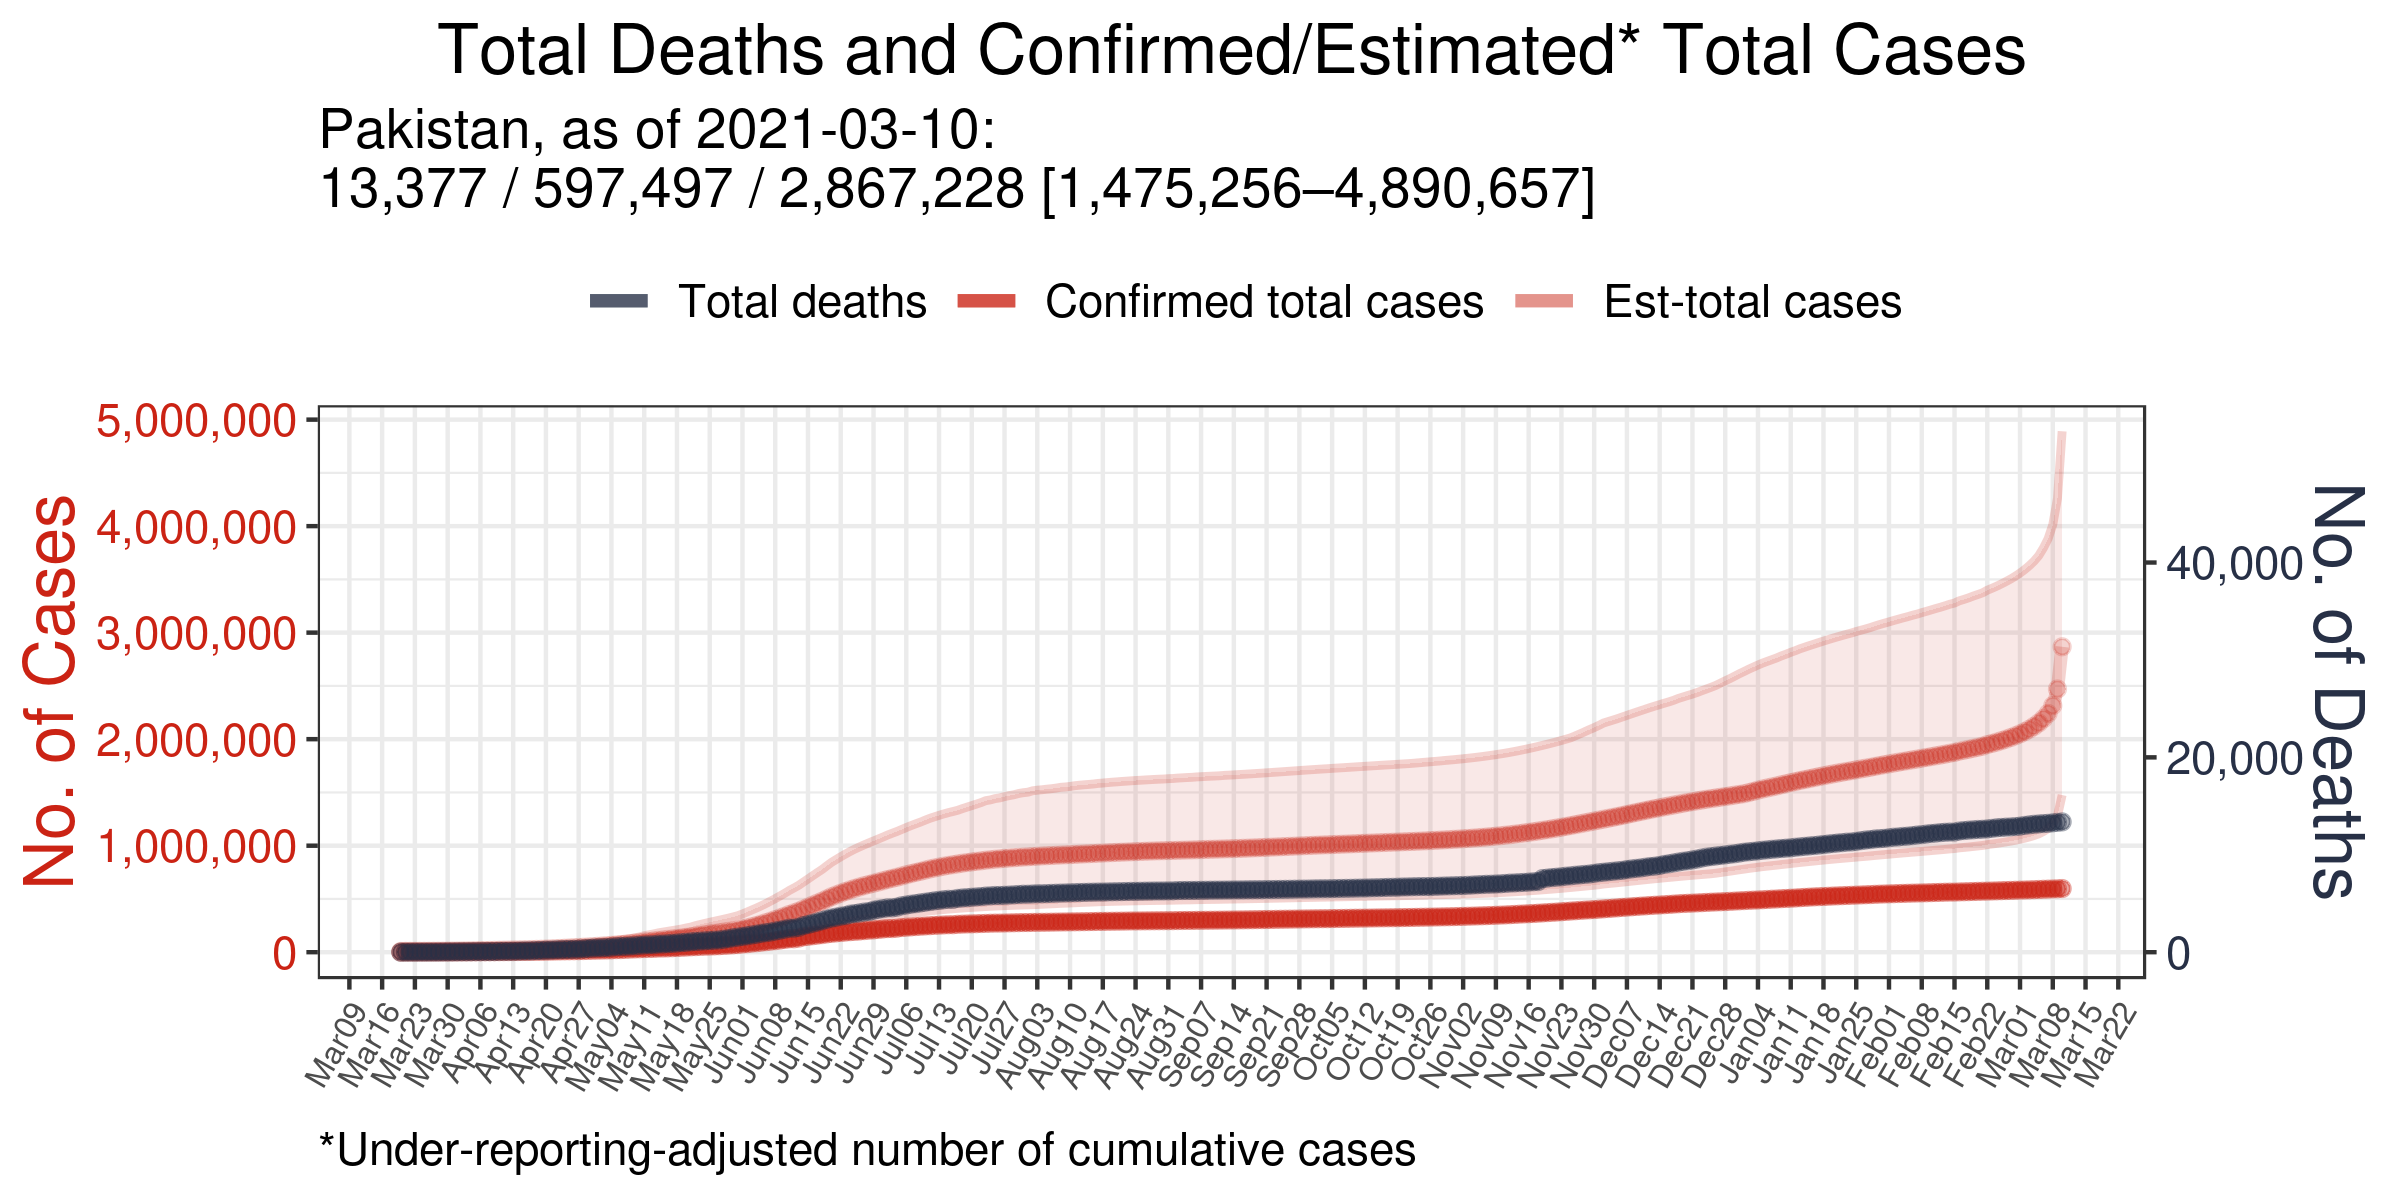 Total Deaths and Confirmed/Estimated* Total Cases
Pakistan, as of 2021-03-10:
13,377 / 597,497 / 2,867,228 [1,475,256–4,890,657]
Total deaths
Confirmed total cases
Est-total cases
No. of Cases
5,000,000
4,000,000
3,000,000
2,000,000
1,000,000
0
No. of Deaths
40,000
20,000
0
Mar09
Mar16
Mar23
Mar30
Apr06
Apr13
Apr20
Apr27
May04
May11
May18
May25
Jun01
Jun08
Jun15
Jun22
Jun29
Jul06
Jul13
Jul20
Jul27
Aug03
Aug10
Aug17
Aug24
Aug31
Sep07
Sep14
Sep21
Sep28
Oct05
Oct12
Oct19
Oct26
Nov02
Nov09
Nov16
Nov23
Nov30
Dec07
Dec14
Dec21
Dec28
Jan04
Jan11
Jan18
Jan25
Feb01
Feb08
Feb15
Feb22
Mar01
Mar08
Mar15
Mar22
*Under-reporting-adjusted number of cumulative cases